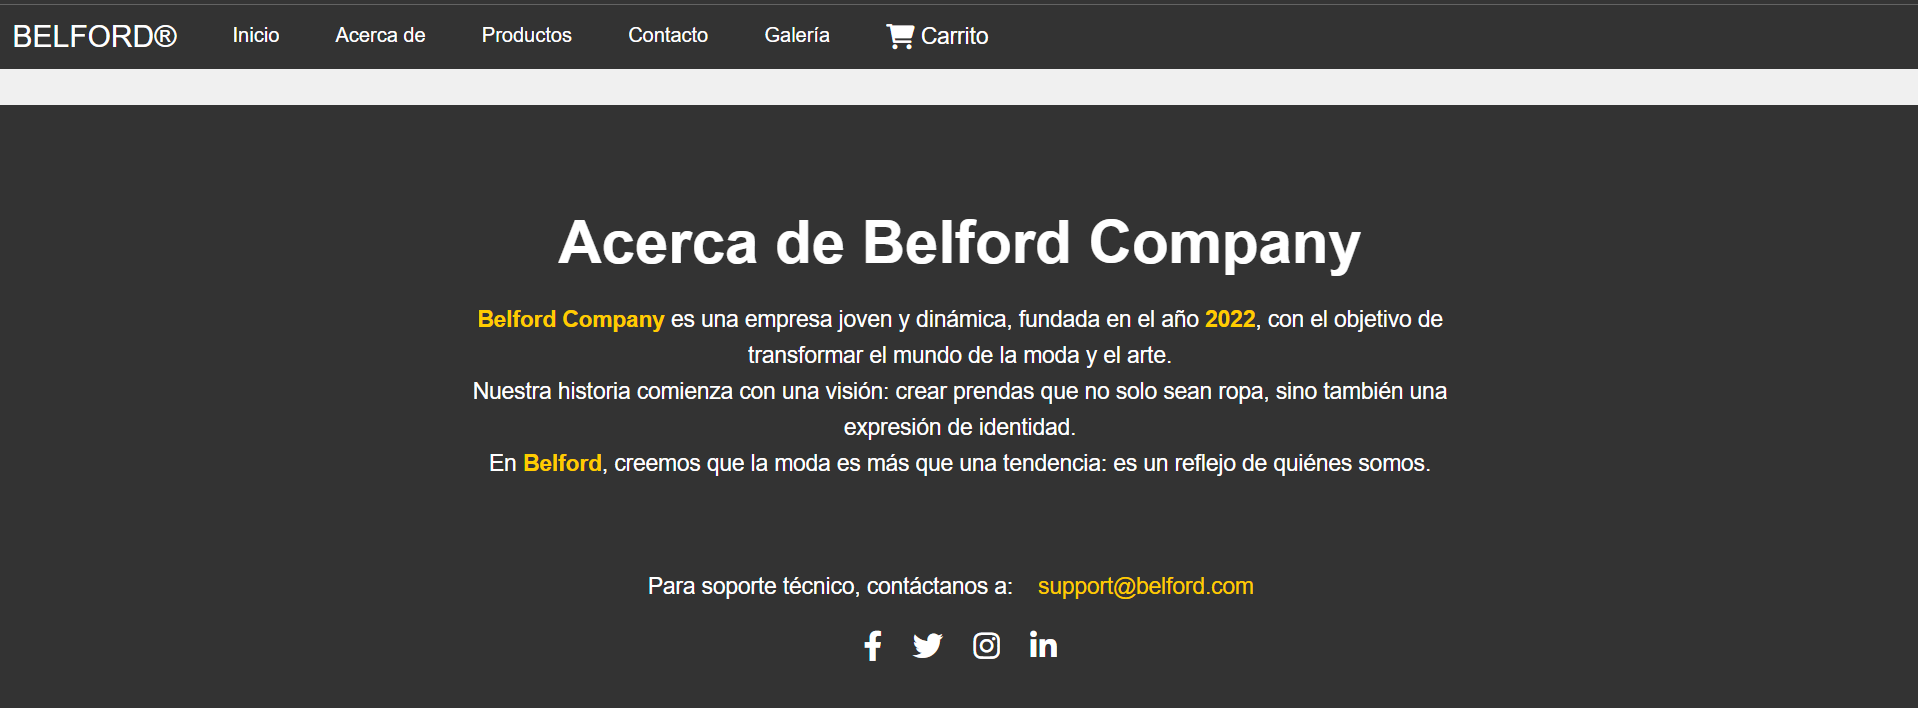 BELFORD® Inicio Acerca de Productos Contacto Galería Carrito
Acerca de Belford Company
Belford Company es una empresa joven y dinámica, fundada en el año 2022, con el objetivo de
transformar el mundo de la moda y el arte.
Nuestra historia comienza con una visión: crear prendas que no solo sean ropa, sino también una
expresión de identidad.
En Belford, creemos que la moda es más que una tendencia: es un reflejo de quiénes somos.
Para soporte técnico, contáctanos a: support@belford.com